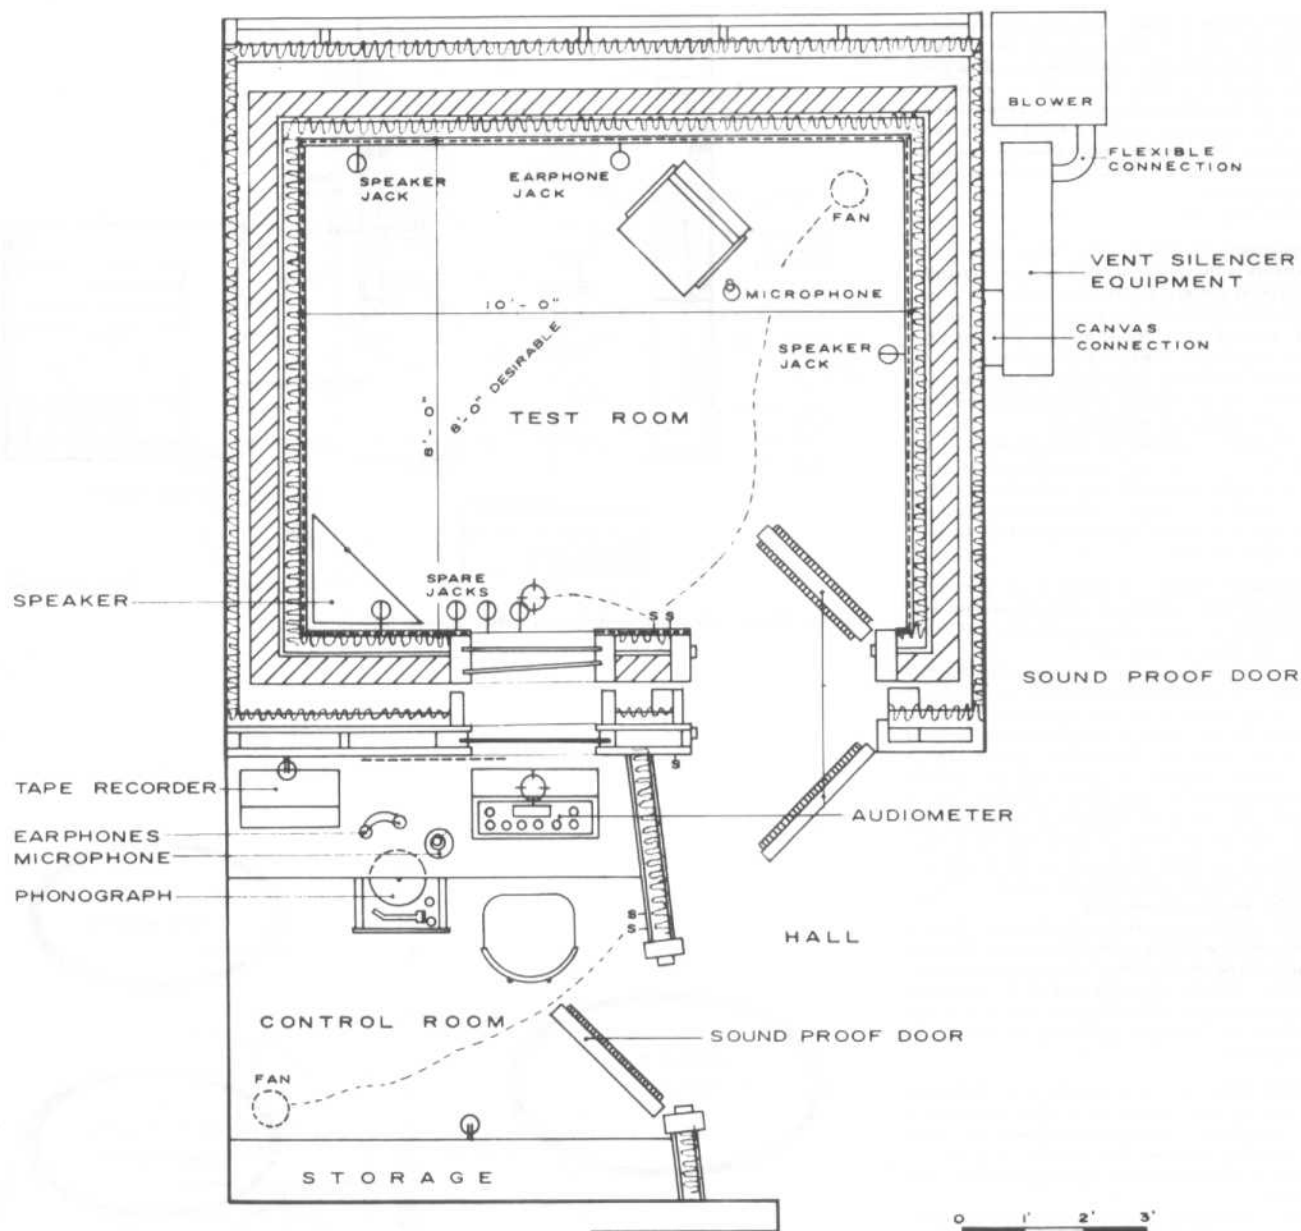 BLOWER
FLEXIBLE
CONNECTION
SPEAKER
JACK
EARPHONE
JACK
FAN
VENT SILENCER
EQUIPMENT
MICROPHONE
10'-0"
CANVAS
CONNECTION
SPEAKER
JACK
8'-0" DESIRABLE
8'-0"
TEST ROOM
SPARE
JACKS
SPEAKER
S S
SOUND PROOF DOOR
S
TAPE RECORDER
AUDIOMETER
EARPHONES
MICROPHONE
PHONOGRAPH
S
S
HALL
CONTROL ROOM
SOUND PROOF DOOR
FAN
STORAGE
0 1' 2' 3'